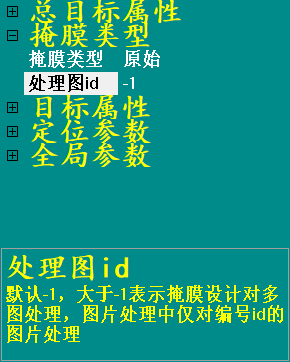 总目标属性
掩膜类型
掩膜类型 原始
处理图id -1
目标属性
定位参数
全局参数
处理图id
默认-1，大于-1表示掩膜设计对多
图处理，图片处理中仅对编号id的
图片处理